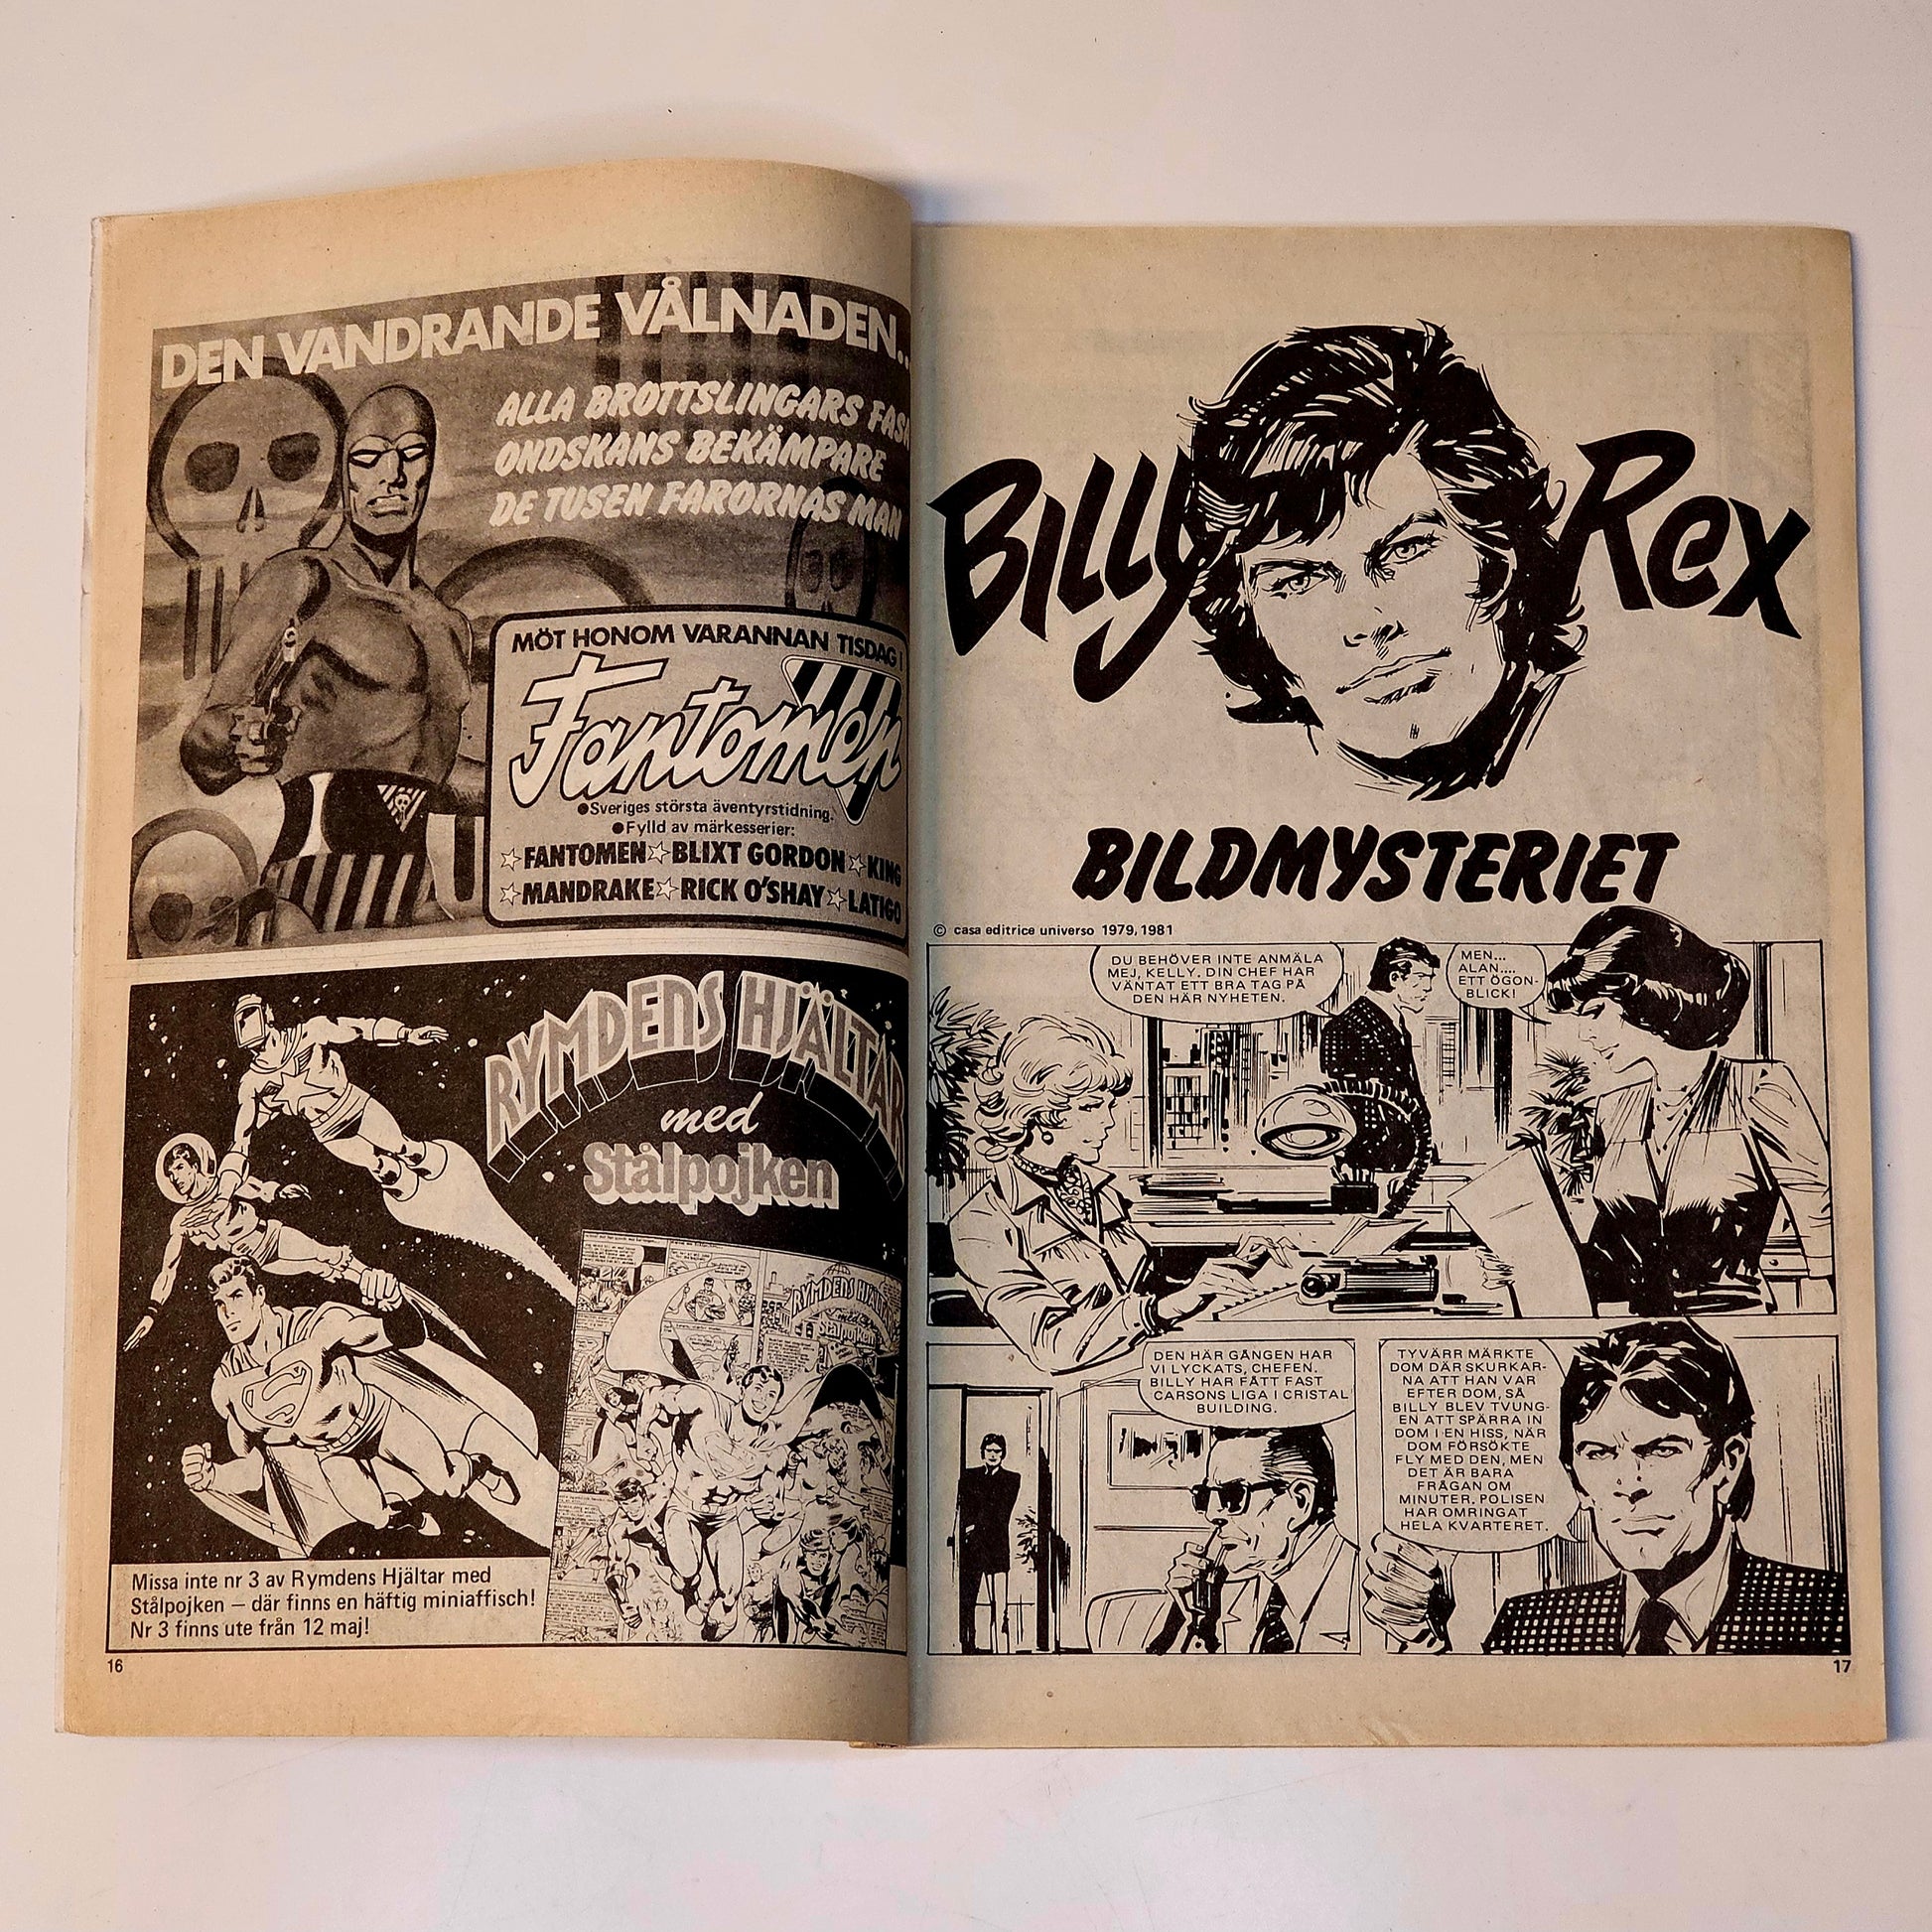 DEN VANDRANDE VÅLNADEN..
ALLA BROTTSLINGARS
ONDSKANS BEKÄMPARE
DE TUSEN FARORNAS MAN
MÖT HONOM VARANNAN TISDAG I
Fantomen
●Sveriges största äventyrstidning.
●Fylld av märkesserier:
☆FANTOMEN☆BLIXT GORDON☆KING
☆MANDRAKE☆RICK O'SHAY☆LATIGO
RYMDENS HJÄLTAR
med
Stålpojken
RYMDENS HJÄLTAR
med
Stålpojken
Missa inte nr 3 av Rymdens Hjältar med
Stålpojken – där finns en häftig miniaffisch!
Nr 3 finns ute från 12 maj!
16
Billy Rex
BILDMYSTERIET
© casa editrice universo 1979, 1981
DU BEHÖVER INTE ANMÄLA
MEJ, KELLY. DIN CHEF HAR
VÄNTAT ETT BRA TAG PÅ
DEN HÄR NYHETEN.
MEN...
ALAN....
ETT ÖGON-
BLICK!
DEN HÄR GÅNGEN HAR
VI LYCKATS, CHEFEN.
BILLY HAR FÅTT FAST
CARSONS LIGA I CRISTAL
BUILDING.
TYVÄRR MÄRKTE
DOM DÄR SKURKAR-
NA ATT HAN VAR
EFTER DOM, SÅ
BILLY BLEV TVUNG-
EN ATT SPÄRRA IN
DOM I EN HISS, NÄR
DOM FÖRSÖKTE
FLY MED DEN, MEN
DET ÄR BARA
FRÅGAN OM
MINUTER. POLISEN
HAR OMRINGAT
HELA KVARTERET.
17